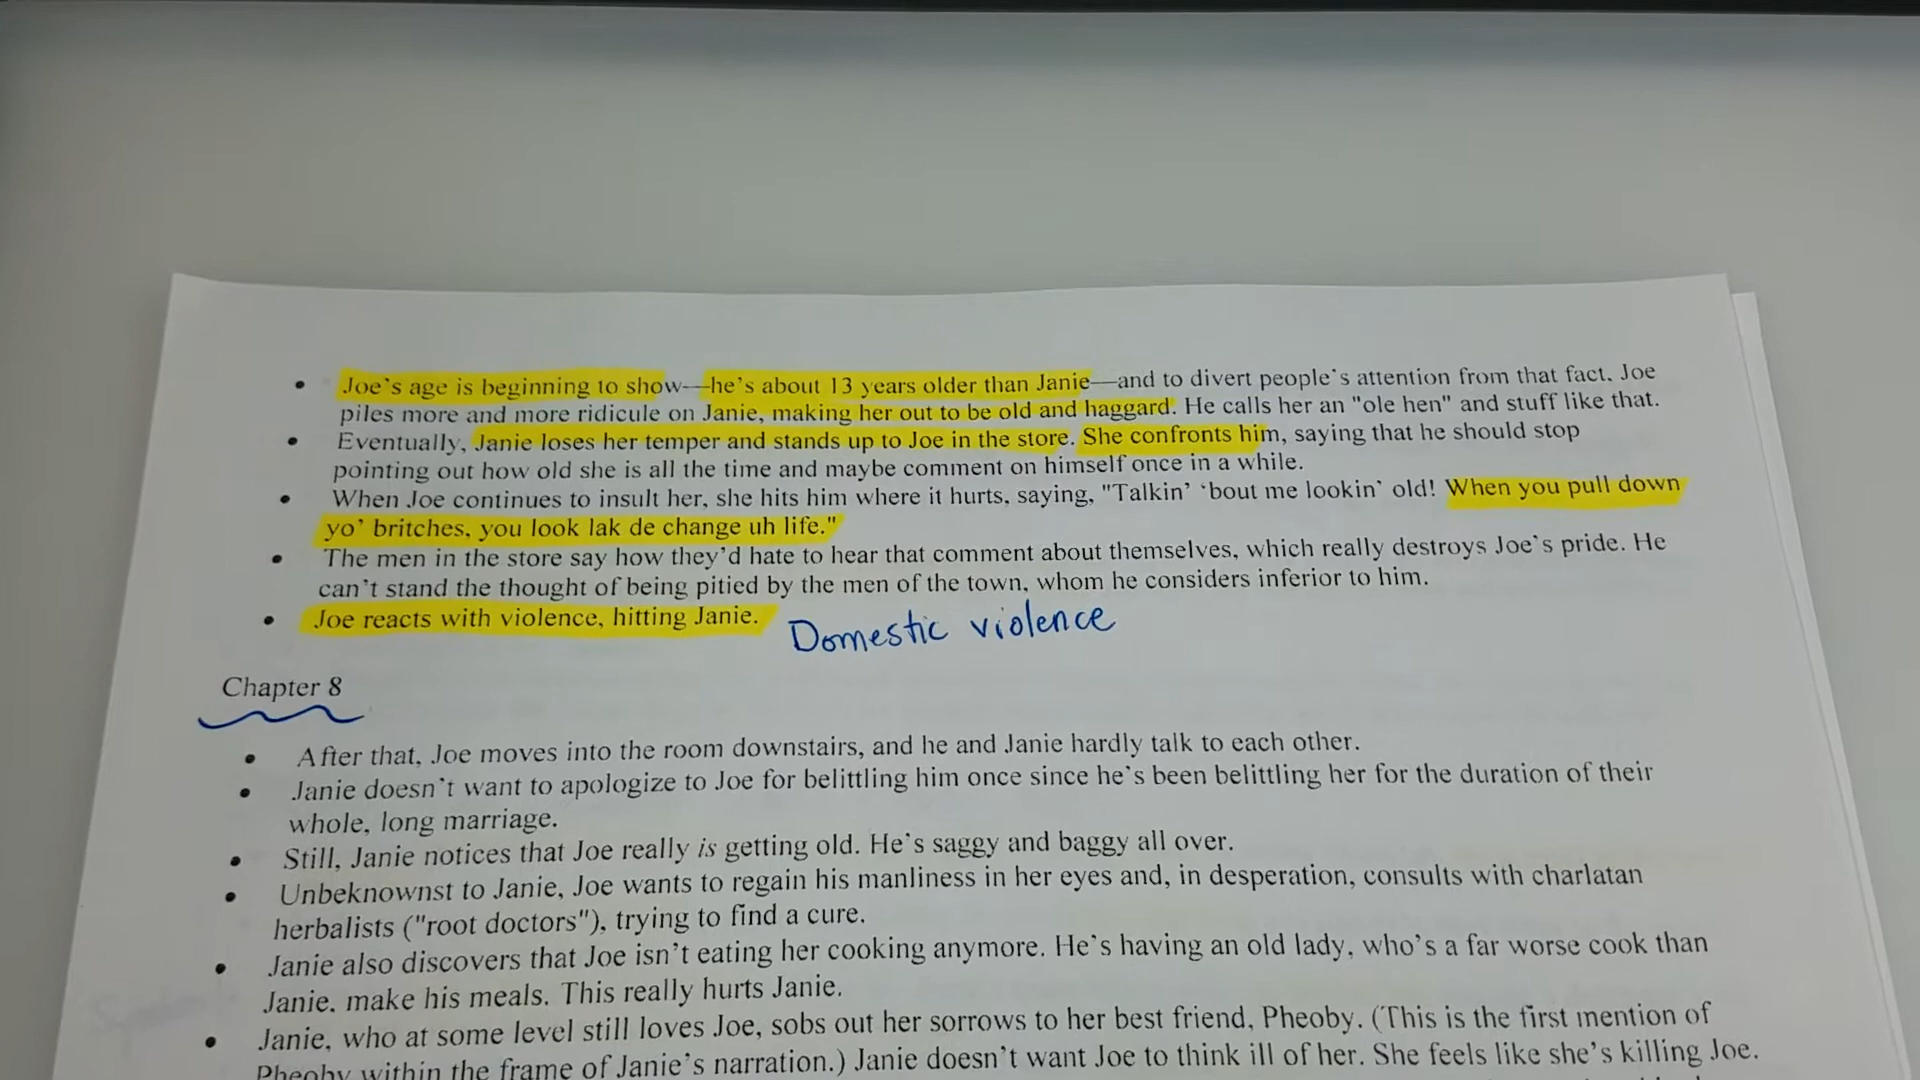 • Joe's age is beginning to show—he's about 13 years older than Janie—and to divert people's attention from that fact, Joe
piles more and more ridicule on Janie, making her out to be old and haggard. He calls her an "ole hen" and stuff like that.
• Eventually, Janie loses her temper and stands up to Joe in the store. She confronts him, saying that he should stop
pointing out how old she is all the time and maybe comment on himself once in a while.
• When Joe continues to insult her, she hits him where it hurts, saying, "Talkin' 'bout me lookin' old! When you pull down
yo' britches, you look lak de change uh life."
• The men in the store say how they'd hate to hear that comment about themselves, which really destroys Joe's pride. He
can't stand the thought of being pitied by the men of the town, whom he considers inferior to him.
• Joe reacts with violence, hitting Janie. Domestic violence
Chapter 8
• After that, Joe moves into the room downstairs, and he and Janie hardly talk to each other.
• Janie doesn't want to apologize to Joe for belittling him once since he's been belittling her for the duration of their
whole, long marriage.
• Still, Janie notices that Joe really is getting old. He's saggy and baggy all over.
• Unbeknownst to Janie, Joe wants to regain his manliness in her eyes and, in desperation, consults with charlatan
herbalists ("root doctors"), trying to find a cure.
• Janie also discovers that Joe isn't eating her cooking anymore. He's having an old lady, who's a far worse cook than
Janie, make his meals. This really hurts Janie.
• Janie, who at some level still loves Joe, sobs out her sorrows to her best friend, Pheoby. (This is the first mention of
Pheoby within the frame of Janie's narration.) Janie doesn't want Joe to think ill of her. She feels like she's killing Joe.